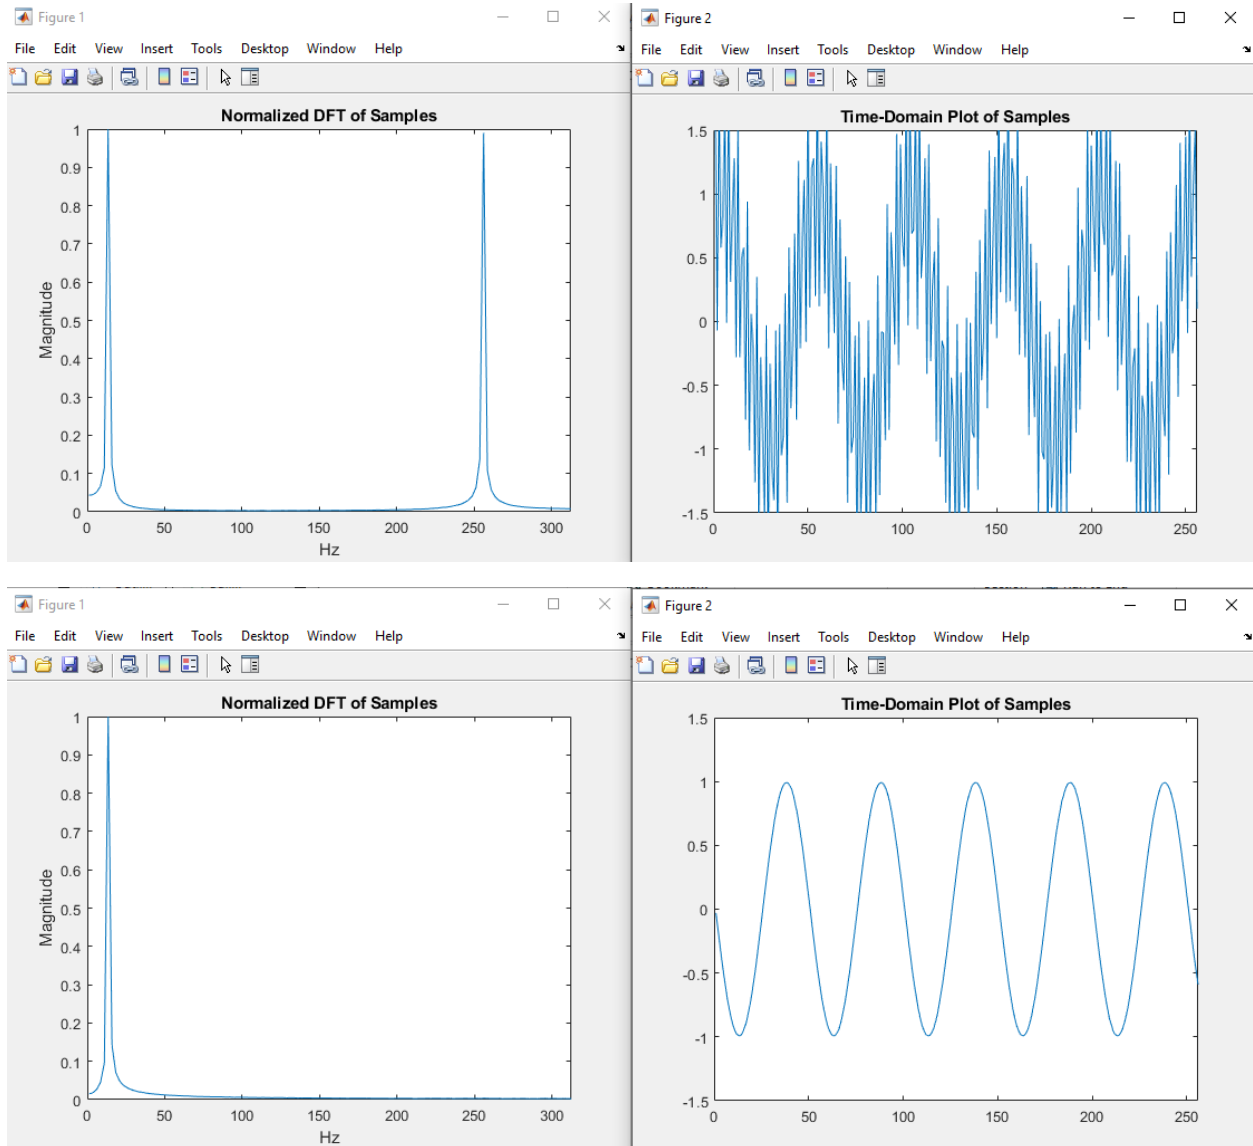 Figure 1
File Edit View Insert Tools Desktop Window Help
Normalized DFT of Samples
Magnitude
1
0.9
0.8
0.7
0.6
0.5
0.4
0.3
0.2
0.1
0
0 50 100 150 200 250 300
Hz
Figure 2
File Edit View Insert Tools Desktop Window Help
Time-Domain Plot of Samples
1.5
1
0.5
0
-0.5
-1
-1.5
0 50 100 150 200 250
Figure 1
File Edit View Insert Tools Desktop Window Help
Normalized DFT of Samples
Magnitude
1
0.9
0.8
0.7
0.6
0.5
0.4
0.3
0.2
0.1
0
0 50 100 150 200 250 300
Hz
Figure 2
File Edit View Insert Tools Desktop Window Help
Time-Domain Plot of Samples
1.5
1
0.5
0
-0.5
-1
-1.5
0 50 100 150 200 250